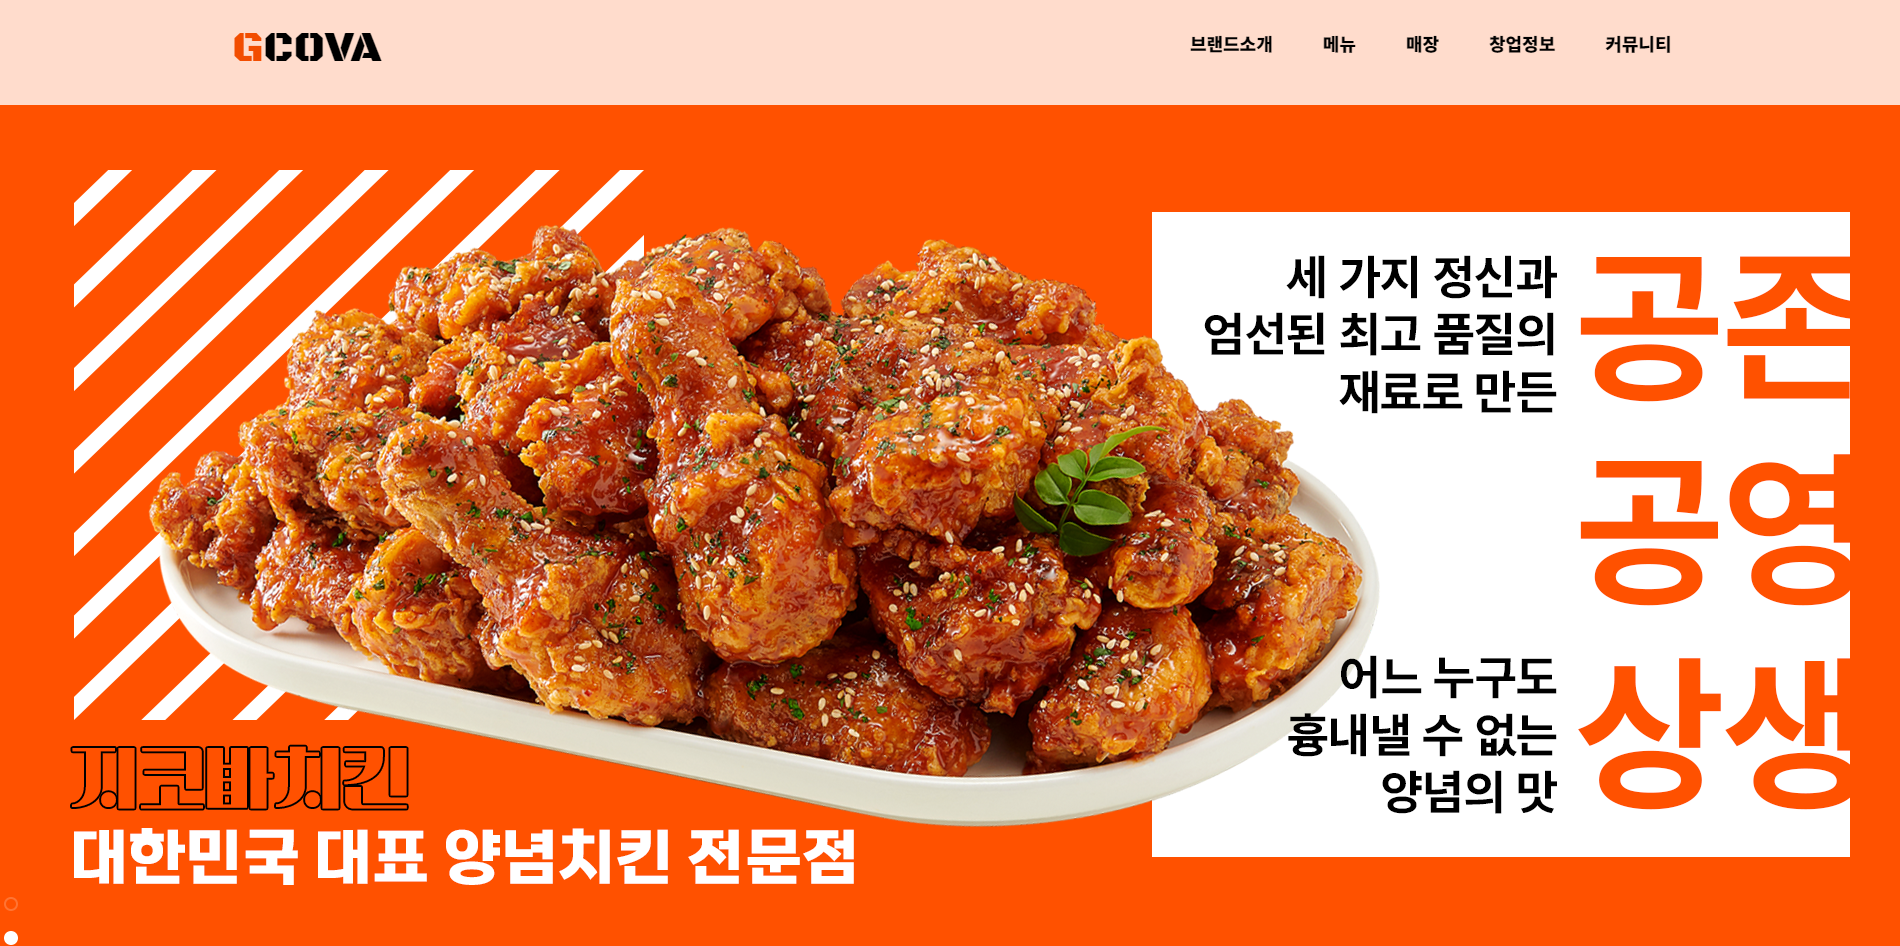 GCOVA
브랜드소개 메뉴 매장 창업정보 커뮤니티
세 가지 정신과
엄선된 최고 품질의
재료로 만든
공존
공영
상생
어느 누구도
흉내낼 수 없는
양념의 맛
지코바치킨
대한민국 대표 양념치킨 전문점